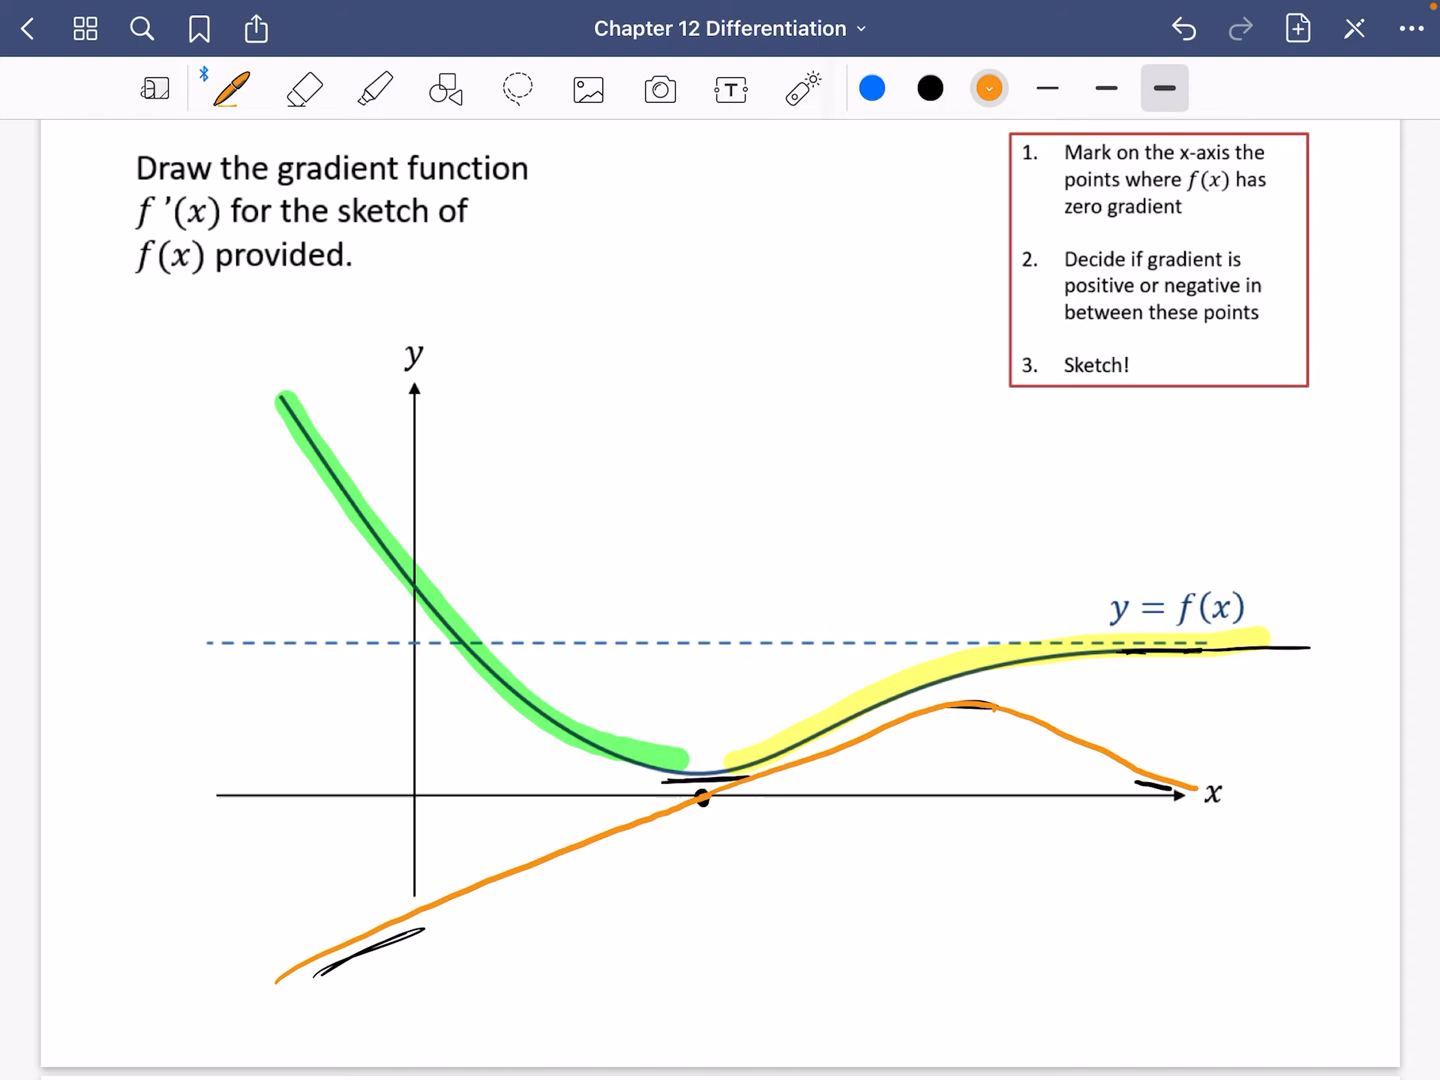 Chapter 12 Differentiation
T
Draw the gradient function
f '(x) for the sketch of
f(x) provided.
1. Mark on the x-axis the
points where f(x) has
zero gradient
2. Decide if gradient is
positive or negative in
between these points
3. Sketch!
y
y = f(x)
x